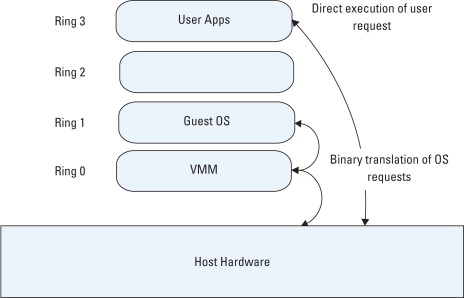 Ring 3
User Apps
Direct execution of user
request
Ring 2
Ring 1
Guest OS
Ring 0
VMM
Binary translation of OS
requests
Host Hardware